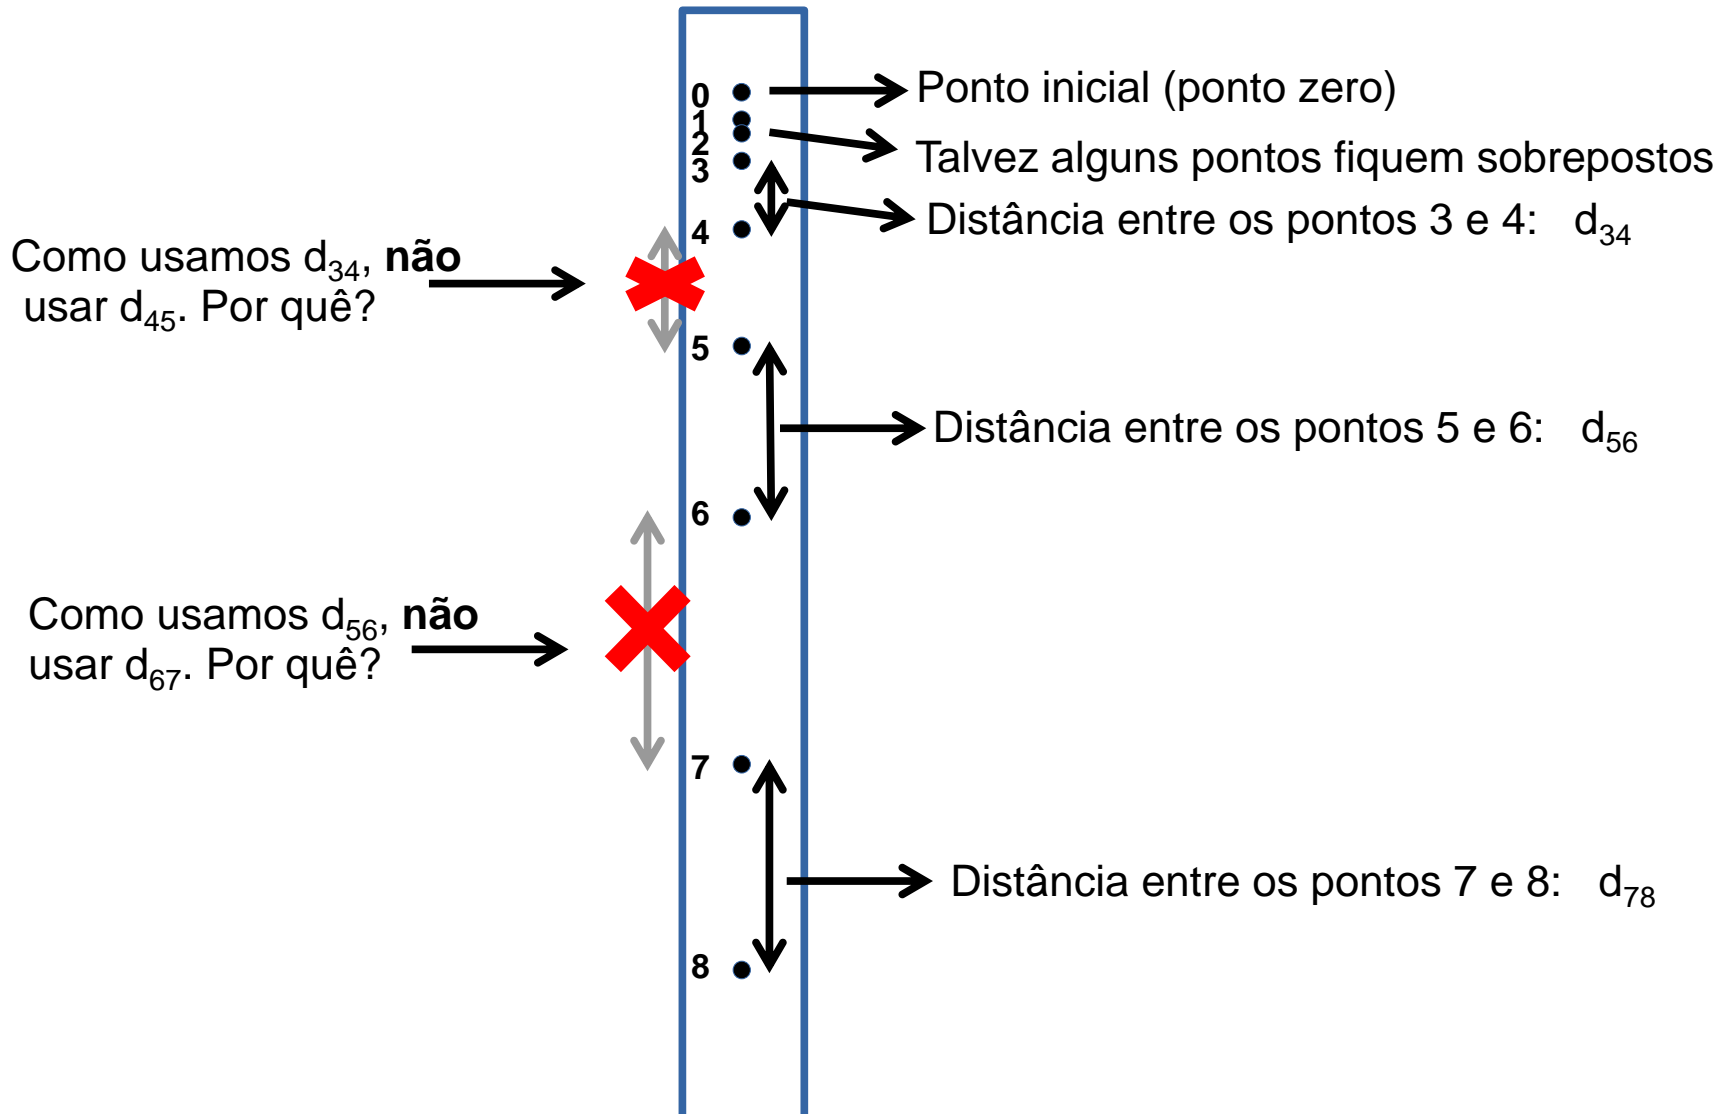 0
Ponto inicial (ponto zero)
1
2
Talvez alguns pontos fiquem sobrepostos
3
Distância entre os pontos 3 e 4: d34
4
Como usamos d34, não
usar d45. Por quê?
5
Distância entre os pontos 5 e 6: d56
6
Como usamos d56, não
usar d67. Por quê?
7
Distância entre os pontos 7 e 8: d78
8